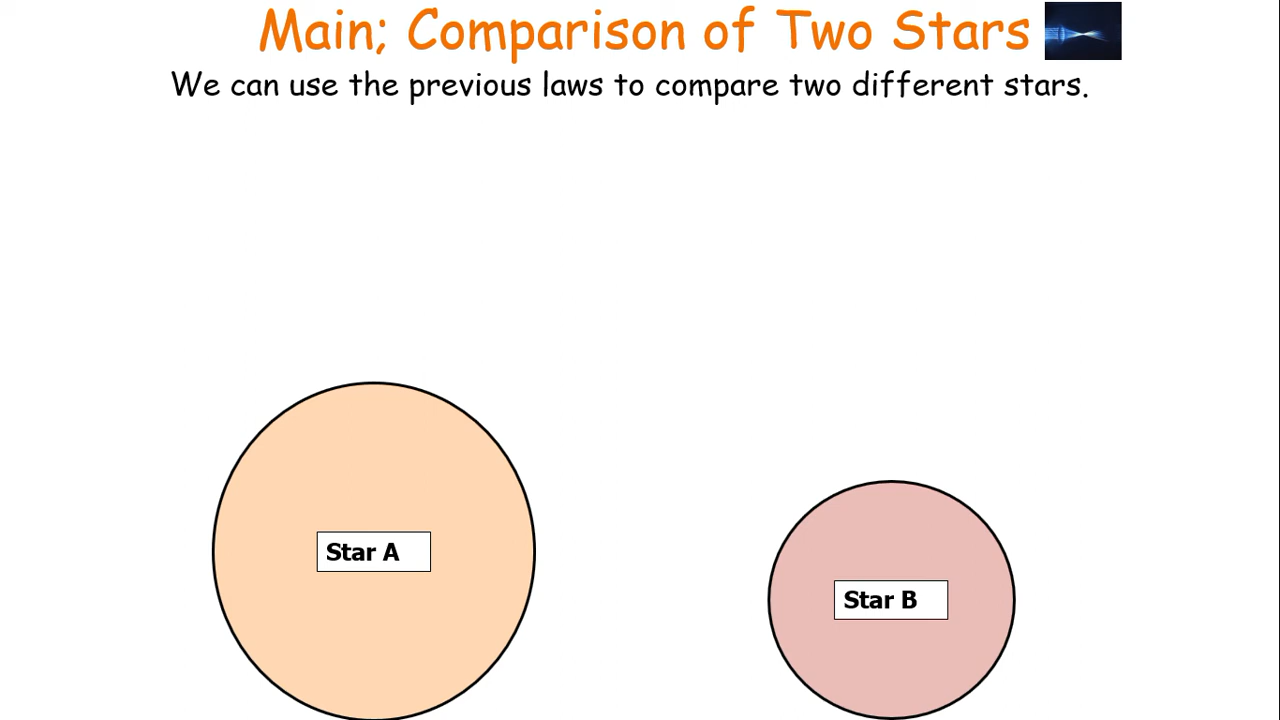 Main; Comparison of Two Stars
We can use the previous laws to compare two different stars.
Star A
Star B